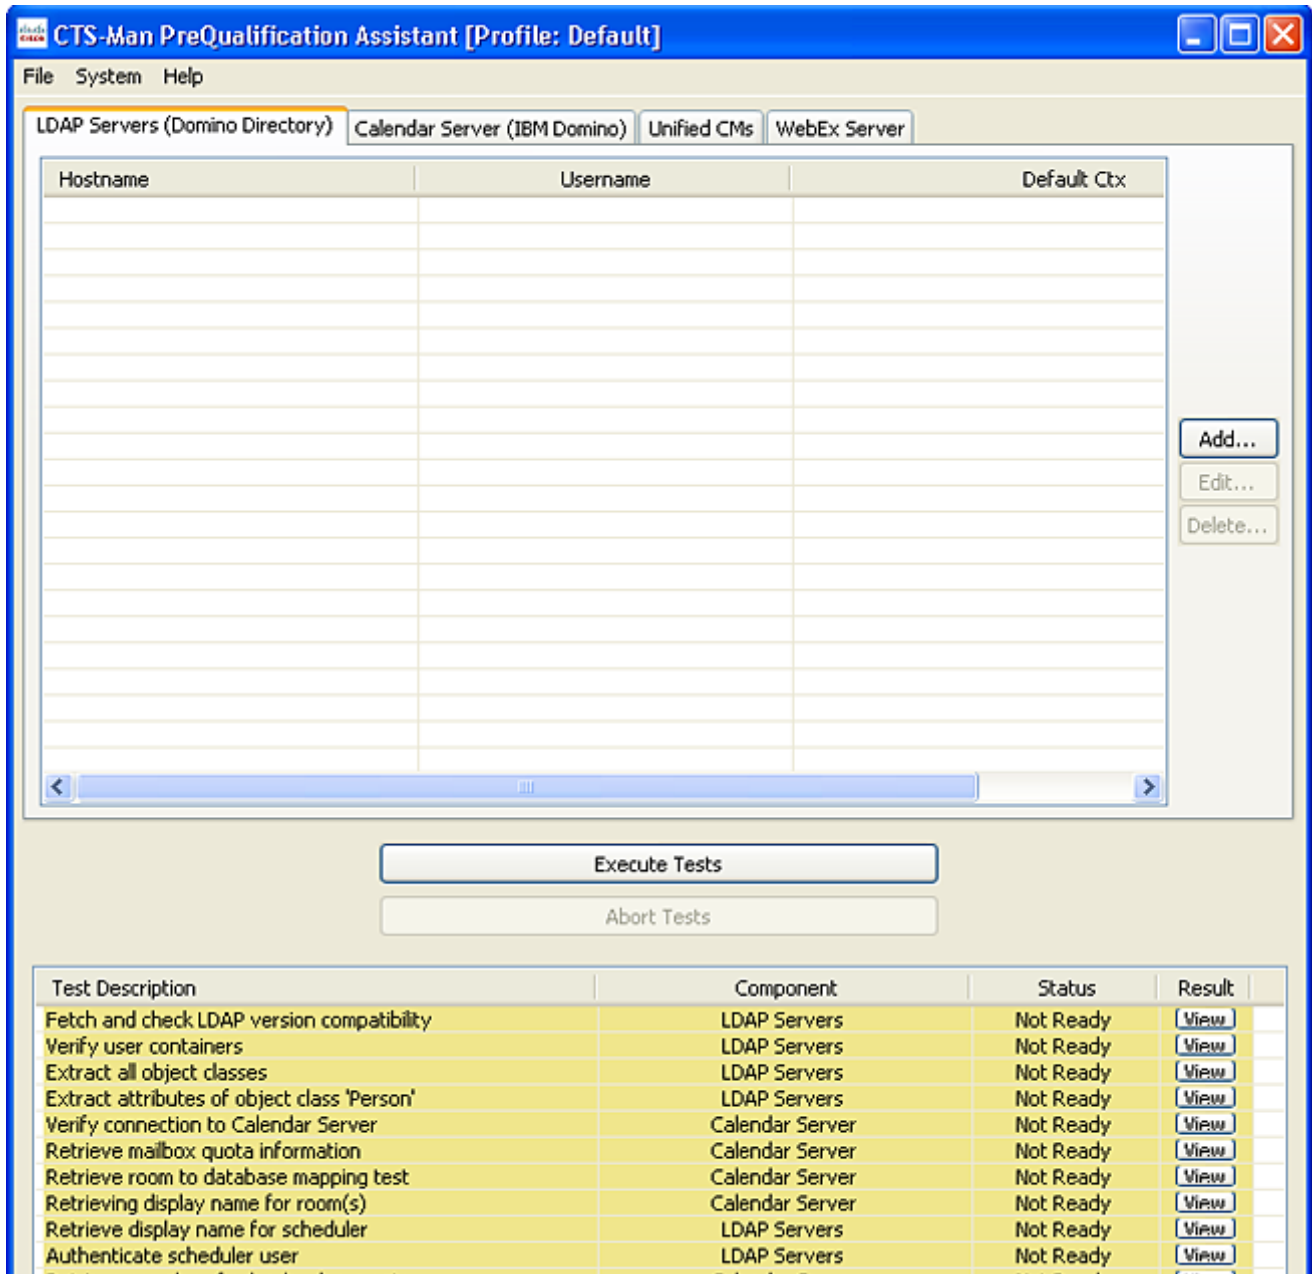 CISCO CTS-Man PreQualification Assistant [Profile: Default]
File System Help
LDAP Servers (Domino Directory) Calendar Server (IBM Domino) Unified CMs WebEx Server
Hostname Username Default Ctx
Add...
Edit...
Delete...
Execute Tests
Abort Tests
Test Description Component Status Result
Fetch and check LDAP version compatibility LDAP Servers Not Ready View
Verify user containers LDAP Servers Not Ready View
Extract all object classes LDAP Servers Not Ready View
Extract attributes of object class 'Person' LDAP Servers Not Ready View
Verify connection to Calendar Server Calendar Server Not Ready View
Retrieve mailbox quota information Calendar Server Not Ready View
Retrieve room to database mapping test Calendar Server Not Ready View
Retrieving display name for room(s) Calendar Server Not Ready View
Retrieve display name for scheduler LDAP Servers Not Ready View
Authenticate scheduler user LDAP Servers Not Ready View